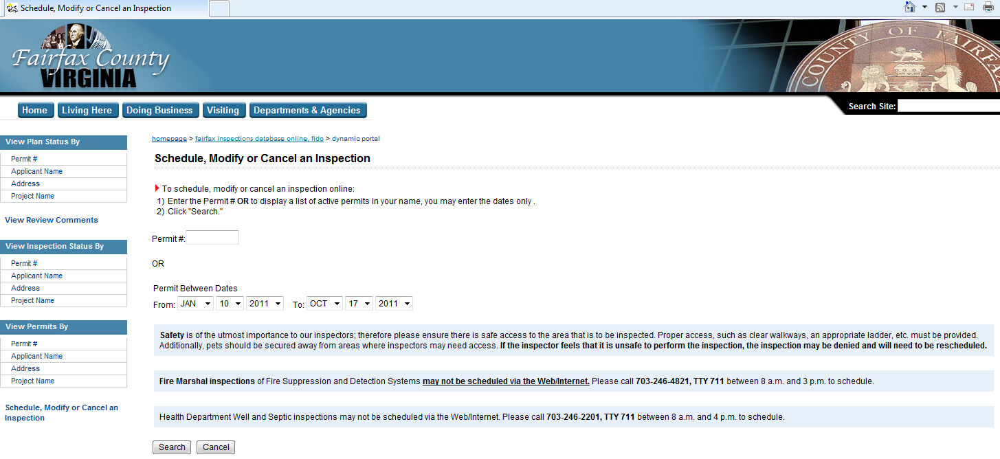 Schedule, Modify or Cancel an Inspection
Fairfax County
VIRGINIA
COUNTY OF FAIRFA
Home
Living Here
Doing Business
Visiting
Departments & Agencies
Search Site:
View Plan Status By
Permit #
Applicant Name
Address
Project Name
View Review Comments
View Inspection Status By
Permit #
Applicant Name
Address
Project Name
View Permits By
Permit #
Applicant Name
Address
Project Name
Schedule, Modify or Cancel an
Inspection
homepage > fairfax inspections database online, fido > dynamic portal
Schedule, Modify or Cancel an Inspection
To schedule, modify or cancel an inspection online:
1) Enter the Permit # OR to display a list of active permits in your name, you may enter the dates only .
2) Click "Search."
Permit #:
OR
Permit Between Dates
From: JAN 10 2011 To: OCT 17 2011
Safety is of the utmost importance to our inspectors; therefore please ensure there is safe access to the area that is to be inspected. Proper access, such as clear walkways, an appropriate ladder, etc. must be provided.
Additionally, pets should be secured away from areas where inspectors may need access. If the inspector feels that it is unsafe to perform the inspection, the inspection may be denied and will need to be rescheduled.
Fire Marshal inspections of Fire Suppression and Detection Systems may not be scheduled via the Web/Internet. Please call 703-246-4821, TTY 711 between 8 a.m. and 3 p.m. to schedule.
Health Department Well and Septic inspections may not be scheduled via the Web/Internet. Please call 703-246-2201, TTY 711 between 8 a.m. and 4 p.m. to schedule.
Search
Cancel